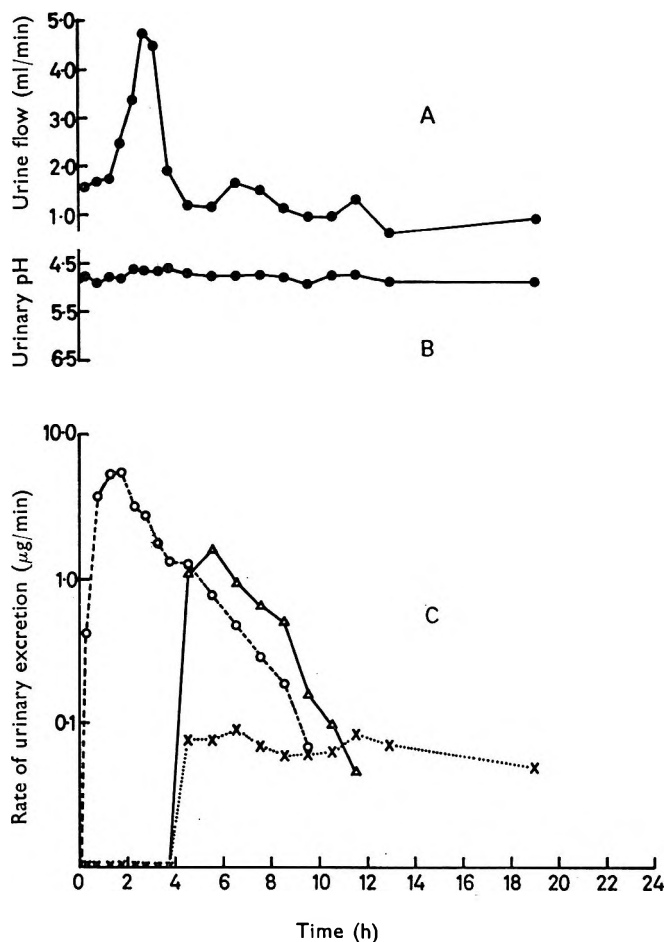 Urine flow (ml/min)
5·0
4·0
3·0
2·0
1·0
A
Urinary pH
4·5
5·5
6·5
B
Rate of urinary excretion (μg/min)
10·0
1·0
0·1
C
0 2 4 6 8 10 12 14 16 18 20 22 24
Time (h)